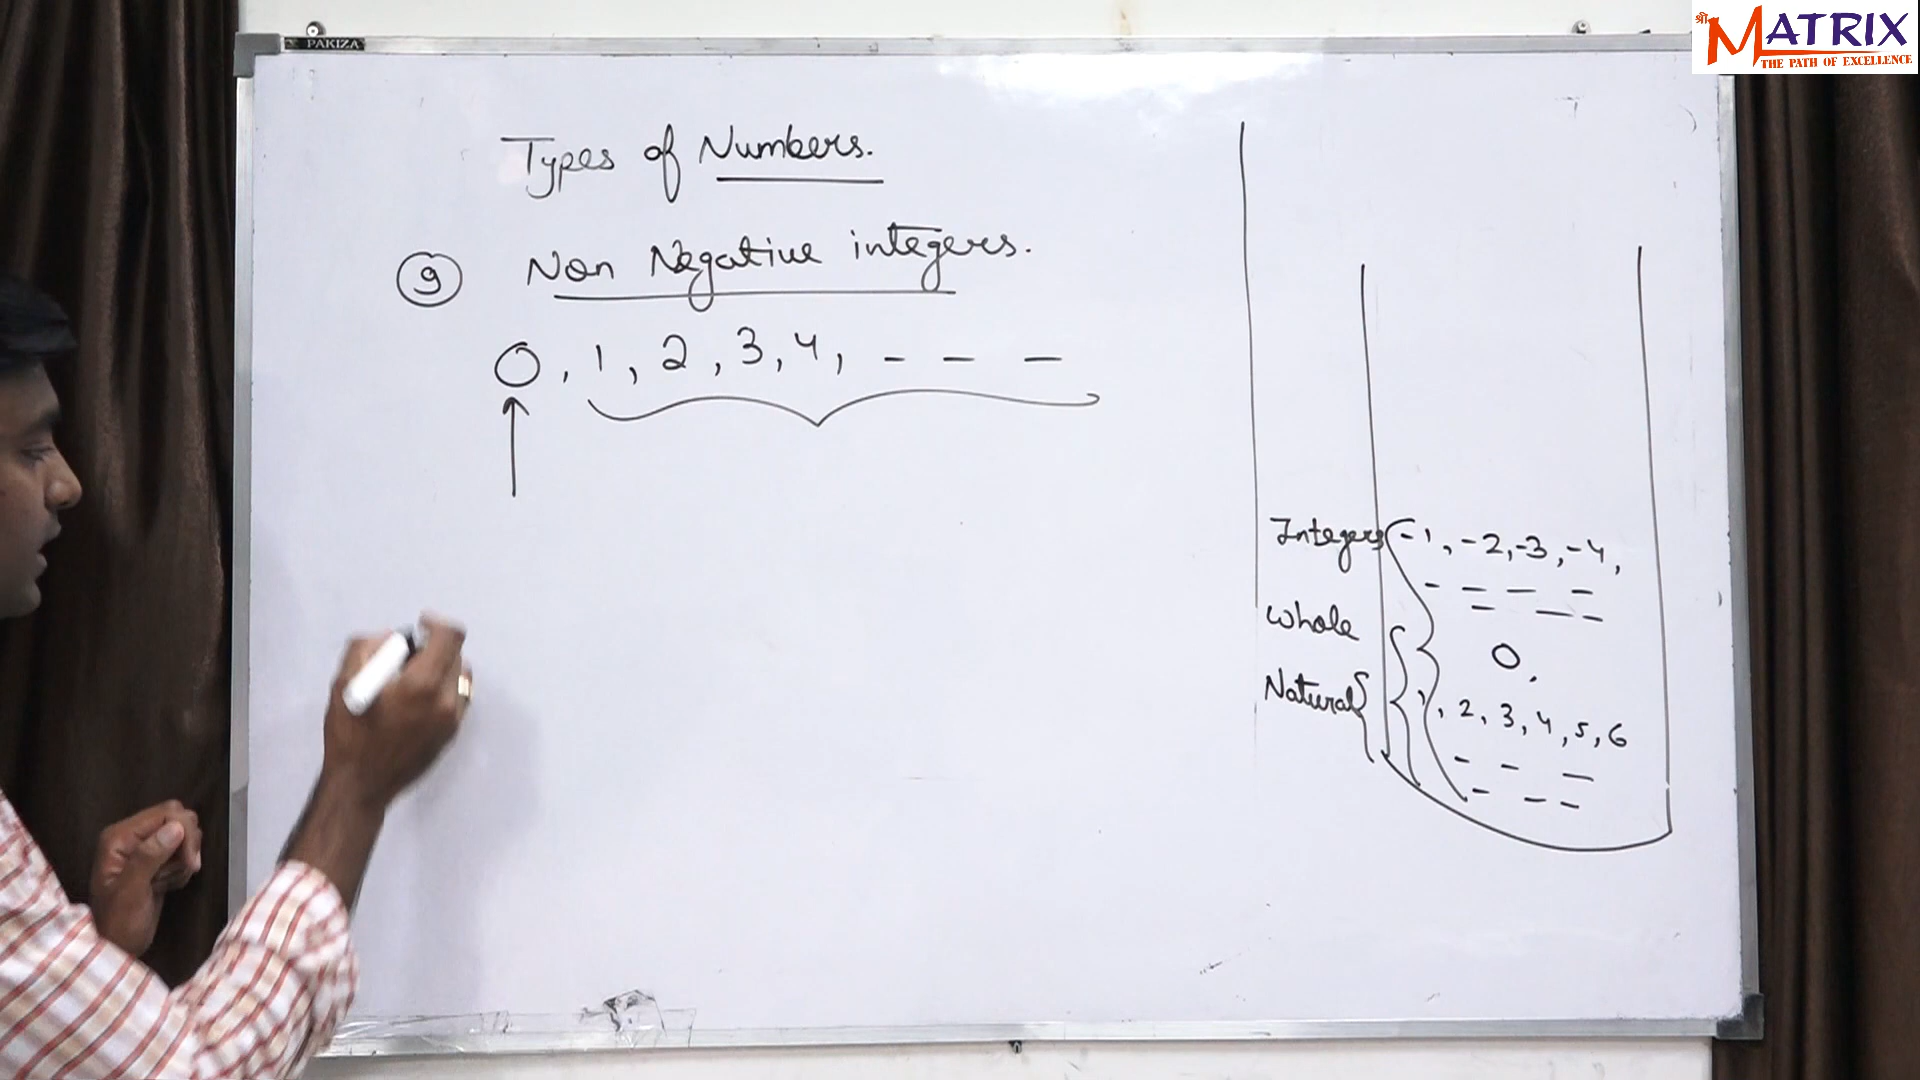 PAKIZA
श्री MATRIX
THE PATH OF EXCELLENCE
Types of Numbers.
9 Non Negative integers.
0, 1, 2, 3, 4, - - -
Integers -1, -2, -3, -4,
- - - -
- - -
Whole
0,
Natural 1, 2, 3, 4, 5, 6
- - -
- - -